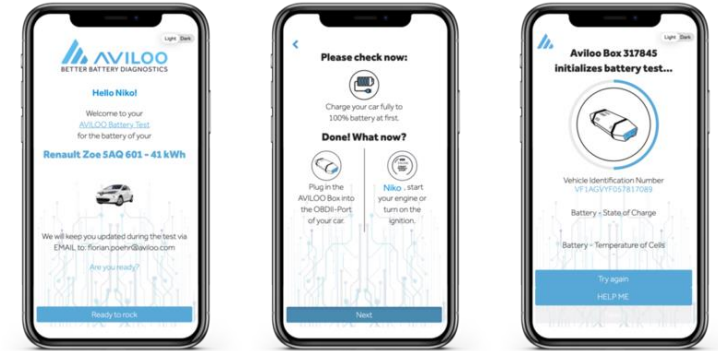 Light Dark
AVILOO
BETTER BATTERY DIAGNOSTICS
Hello Niko!
Welcome to your
AVILOO Battery Test
for the battery of your
Renault Zoe SAQ 601 - 41 kWh
We will keep you updated during the test via
EMAIL to: florian.poehr@aviloo.com
Are you ready?
Ready to rock
Please check now:
Charge your car fully to
100% battery at first.
Done! What now?
Plug in the
AVILOO Box into
the OBDII-Port
of your car.
Niko , start
your engine or
turn on the
ignition.
Next
Light Dark
Aviloo Box 317845
initializes battery test...
Vehicle Identification Number
VF1AGVYF057817089
Battery - State of Charge
Battery - Temperature of Cells
Try again
HELP ME